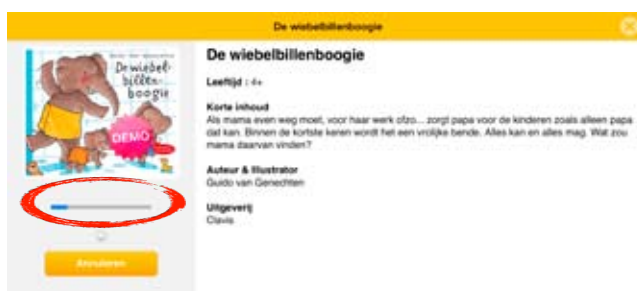 De wiebelbillenboogie
De wiebel-
billen-
boogie
DEMO
Annuleren
De wiebelbillenboogie
Leeftijd : 4+
Korte inhoud
Als mama even weg moet, voor haar werk ofzo... zorgt papa voor de kinderen zoals alleen papa
dat kan. Binnen de kortste keren wordt het een vrolijke bende. Alles kan en alles mag. Wat zou
mama daarvan vinden?
Auteur & Illustrator
Guido van Genechten
Uitgeverij
Clavis